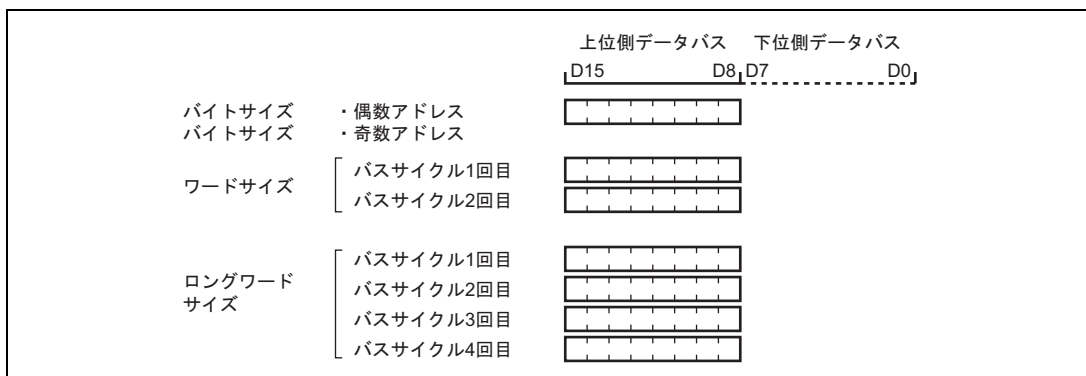 上位側データバス 下位側データバス
D15 D8 D7 D0
バイトサイズ ・偶数アドレス
バイトサイズ ・奇数アドレス
ワードサイズ
バスサイクル1回目
バスサイクル2回目
ロングワード
サイズ
バスサイクル1回目
バスサイクル2回目
バスサイクル3回目
バスサイクル4回目